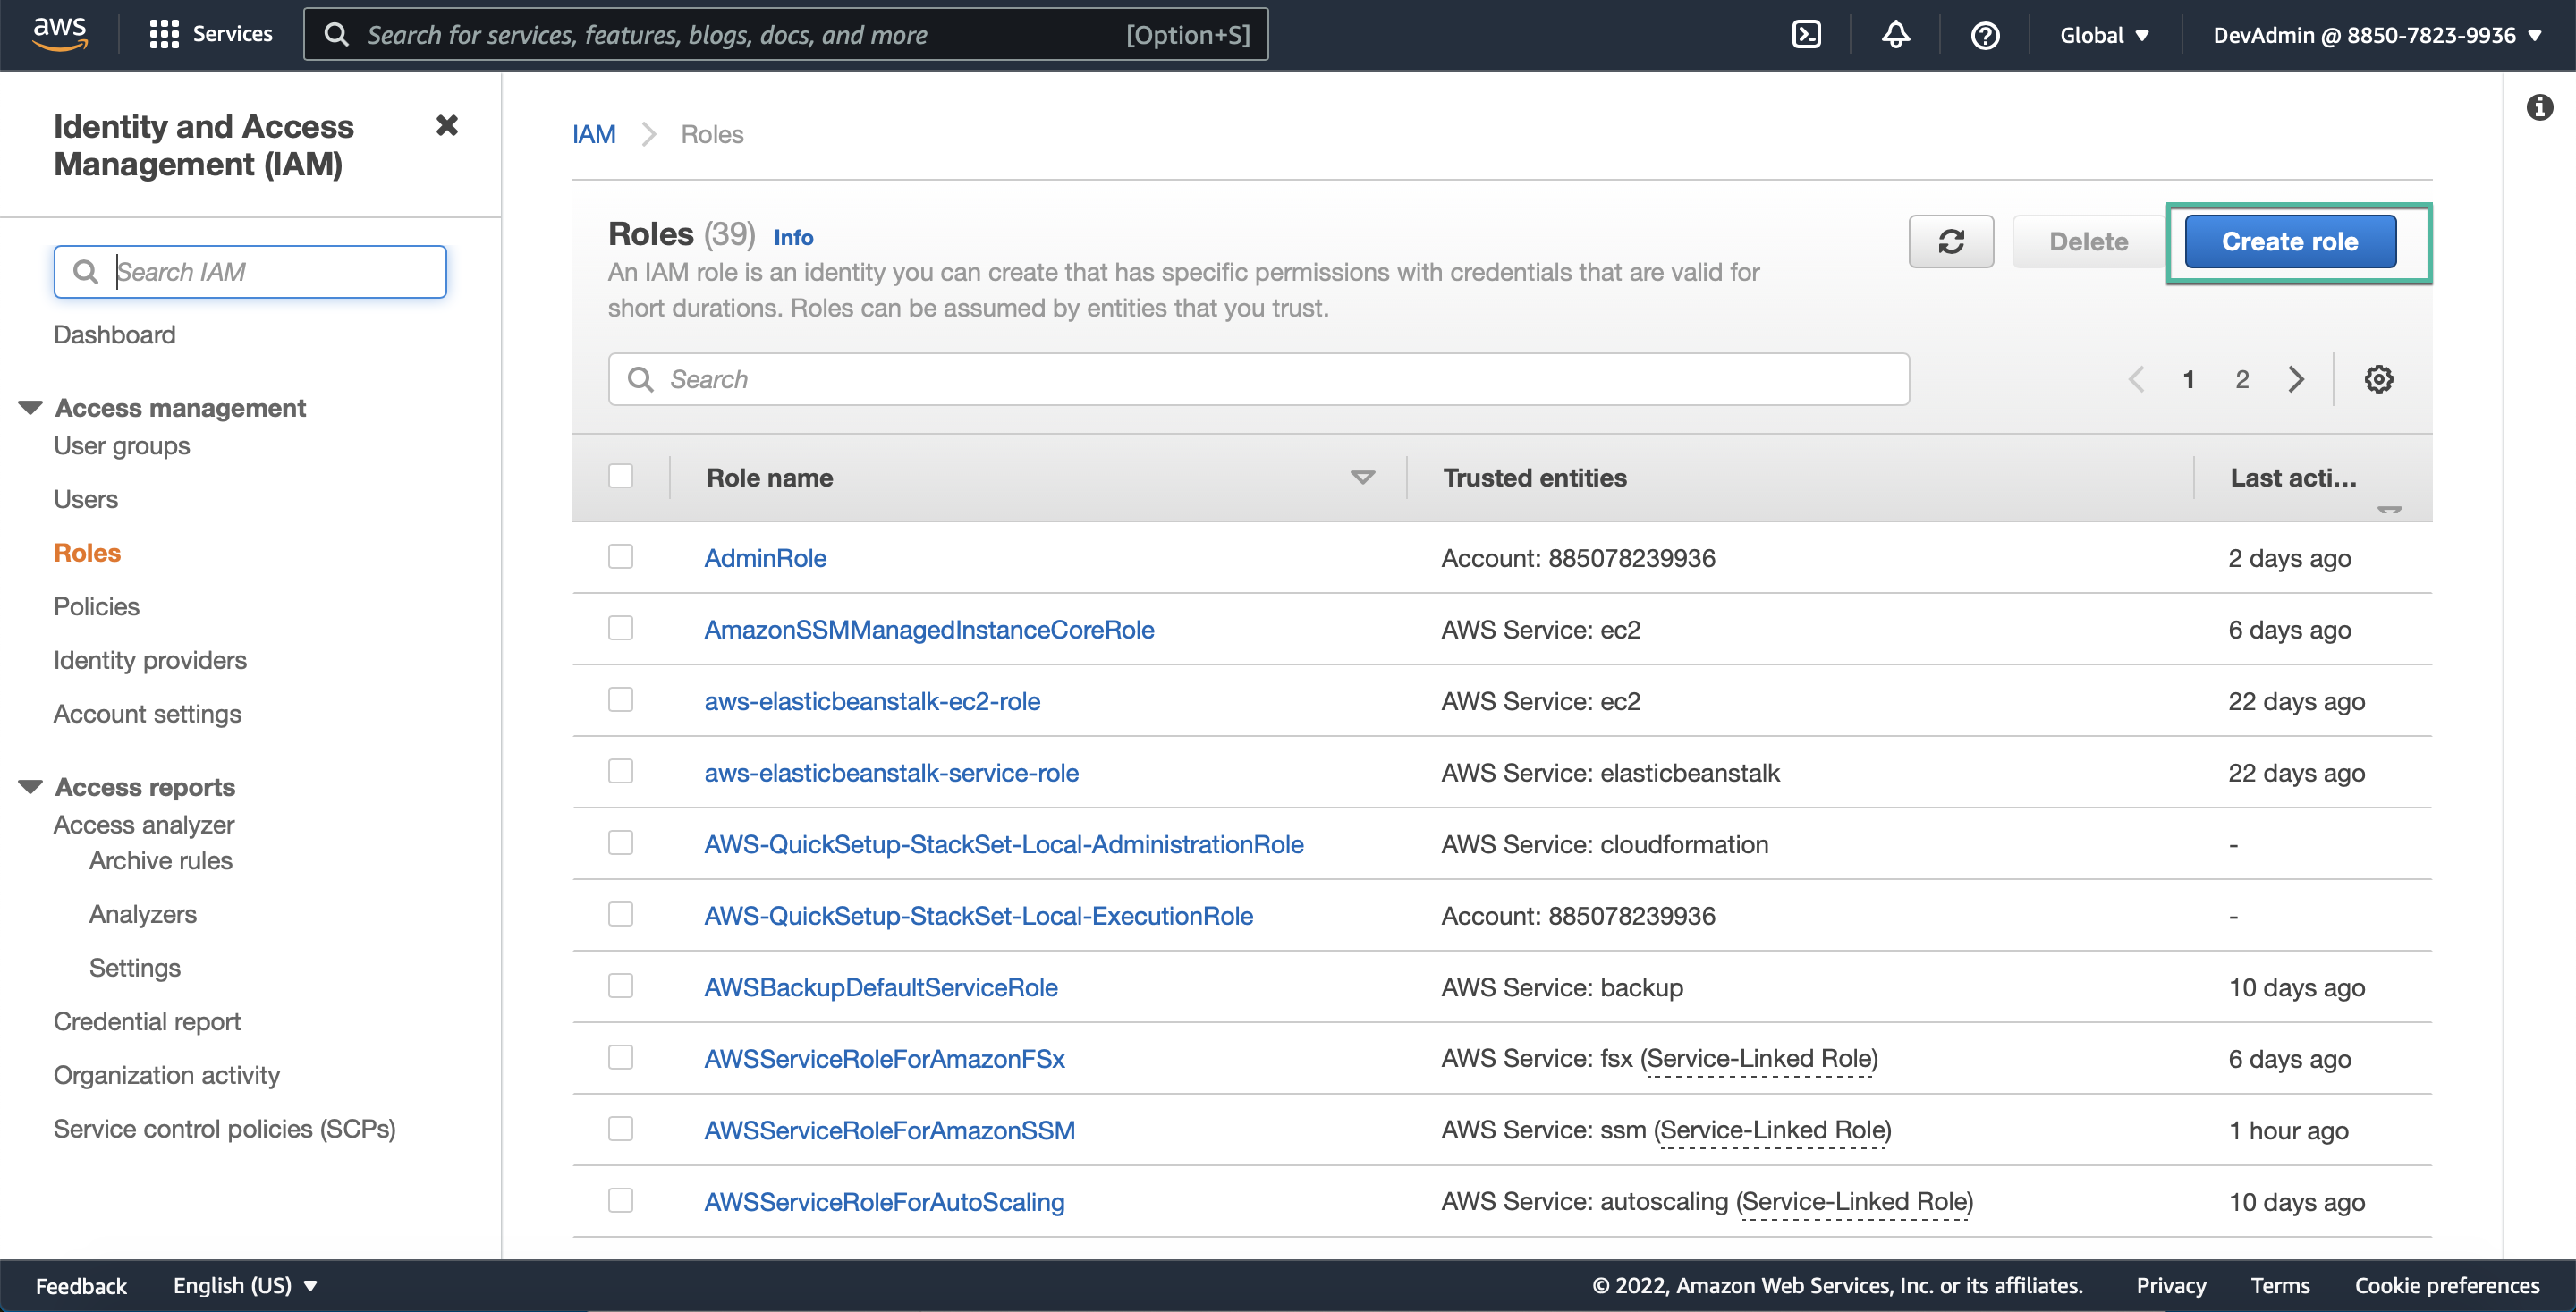 aws
Services
Search for services, features, blogs, docs, and more
[Option+S]
Global
DevAdmin @ 8850-7823-9936
Identity and Access
Management (IAM)
Search IAM
Dashboard
Access management
User groups
Users
Roles
Policies
Identity providers
Account settings
Access reports
Access analyzer
Archive rules
Analyzers
Settings
Credential report
Organization activity
Service control policies (SCPs)
IAM
Roles
Roles (39) Info
An IAM role is an identity you can create that has specific permissions with credentials that are valid for
short durations. Roles can be assumed by entities that you trust.
Delete
Create role
Search
1 2
Role name Trusted entities Last acti...
AdminRole Account: 885078239936 2 days ago
AmazonSSMManagedInstanceCoreRole AWS Service: ec2 6 days ago
aws-elasticbeanstalk-ec2-role AWS Service: ec2 22 days ago
aws-elasticbeanstalk-service-role AWS Service: elasticbeanstalk 22 days ago
AWS-QuickSetup-StackSet-Local-AdministrationRole AWS Service: cloudformation -
AWS-QuickSetup-StackSet-Local-ExecutionRole Account: 885078239936 -
AWSBackupDefaultServiceRole AWS Service: backup 10 days ago
AWSServiceRoleForAmazonFSx AWS Service: fsx (Service-Linked Role) 6 days ago
AWSServiceRoleForAmazonSSM AWS Service: ssm (Service-Linked Role) 1 hour ago
AWSServiceRoleForAutoScaling AWS Service: autoscaling (Service-Linked Role) 10 days ago
Feedback English (US) © 2022, Amazon Web Services, Inc. or its affiliates. Privacy Terms Cookie preferences